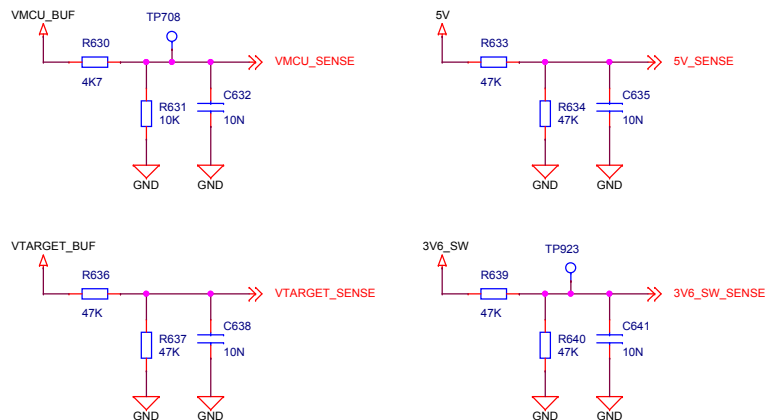 VMCU_BUF
TP708
R630
4K7
VMCU_SENSE
R631
10K
C632
10N
GND
GND
5V
R633
47K
5V_SENSE
R634
47K
C635
10N
GND
GND
VTARGET_BUF
R636
47K
VTARGET_SENSE
R637
47K
C638
10N
GND
GND
3V6_SW
TP923
R639
47K
3V6_SW_SENSE
R640
47K
C641
10N
GND
GND